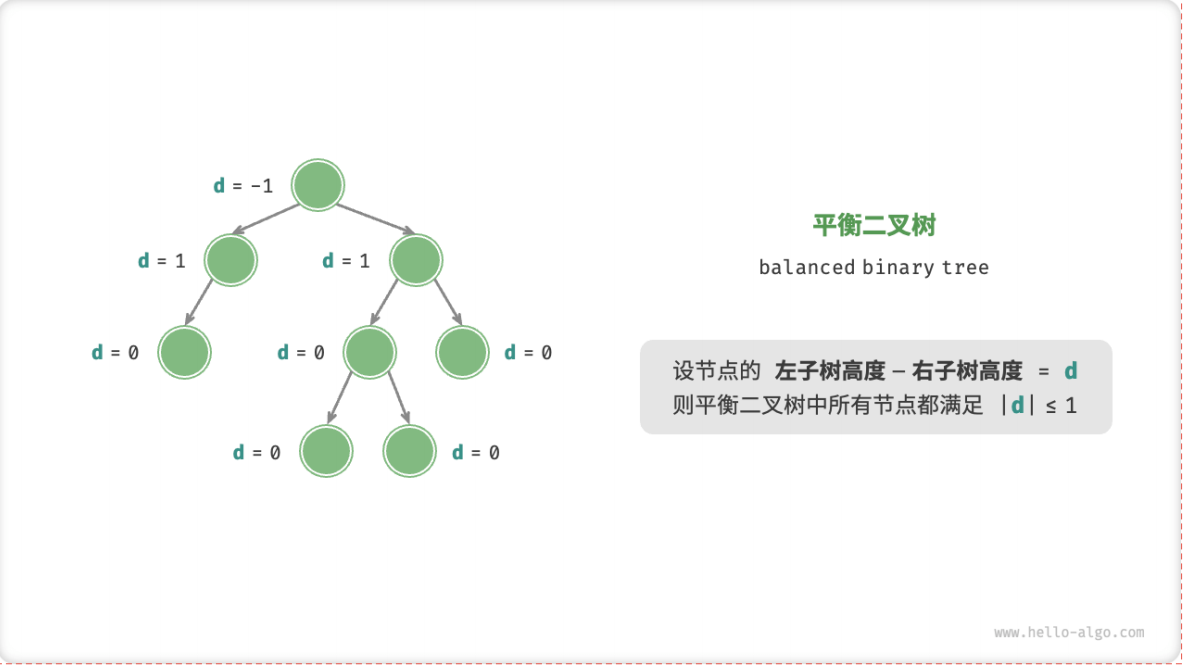 d = -1
d = 1
d = 1
d = 0
d = 0
d = 0
d = 0
d = 0
平衡二叉树
balanced binary tree
设节点的 左子树高度 – 右子树高度 = d
则平衡二叉树中所有节点都满足 |d| ≤ 1
www.hello-algo.com